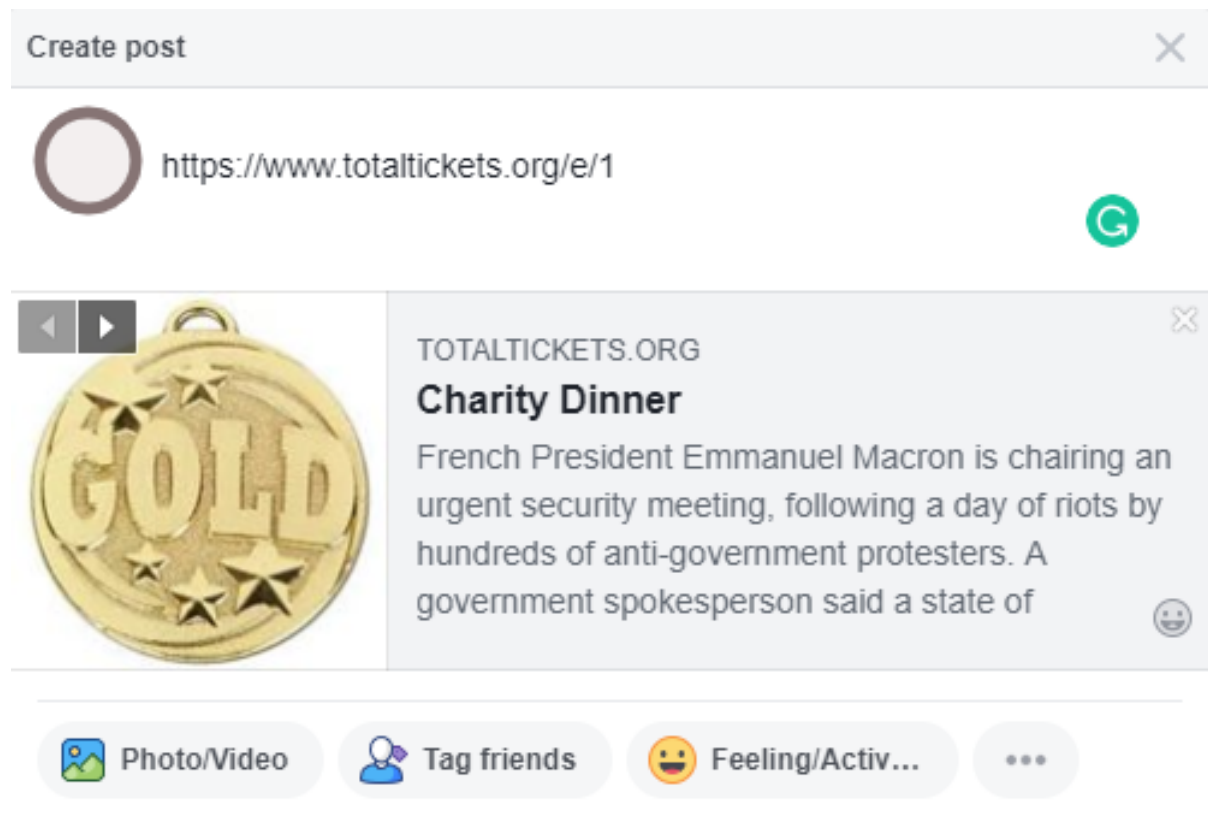 Create post
https://www.totaltickets.org/e/1
GOLD
TOTALTICKETS.ORG
Charity Dinner
French President Emmanuel Macron is chairing an
urgent security meeting, following a day of riots by
hundreds of anti-government protesters. A
government spokesperson said a state of
Photo/Video
Tag friends
Feeling/Activ...